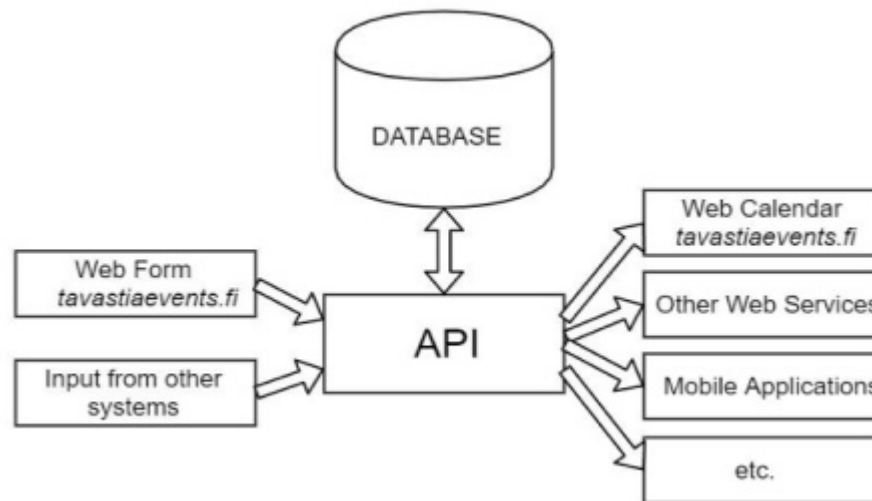 DATABASE
Web Form
tavastiaevents.fi
Input from other
systems
API
Web Calendar
tavastiaevents.fi
Other Web Services
Mobile Applications
etc.